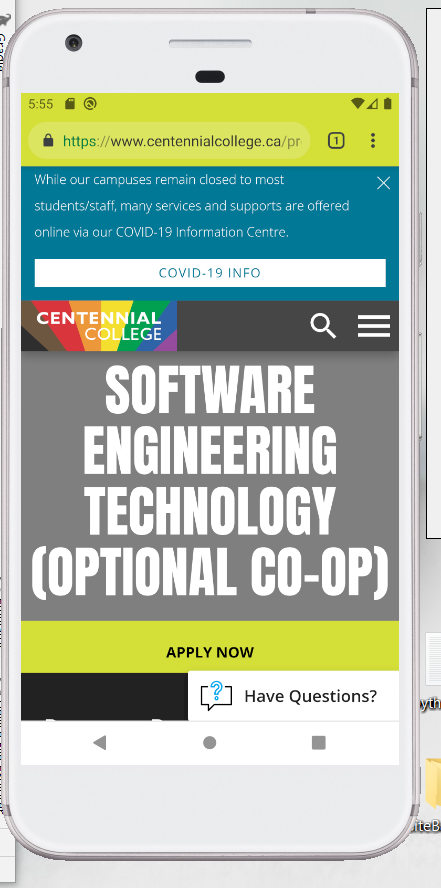 5:55
https://www.centennialcollege.ca/pr
1
While our campuses remain closed to most
students/staff, many services and supports are offered
online via our COVID-19 Information Centre.
COVID-19 INFO
CENTENNIAL
COLLEGE
SOFTWARE
ENGINEERING
TECHNOLOGY
(OPTIONAL CO-OP)
APPLY NOW
Have Questions?